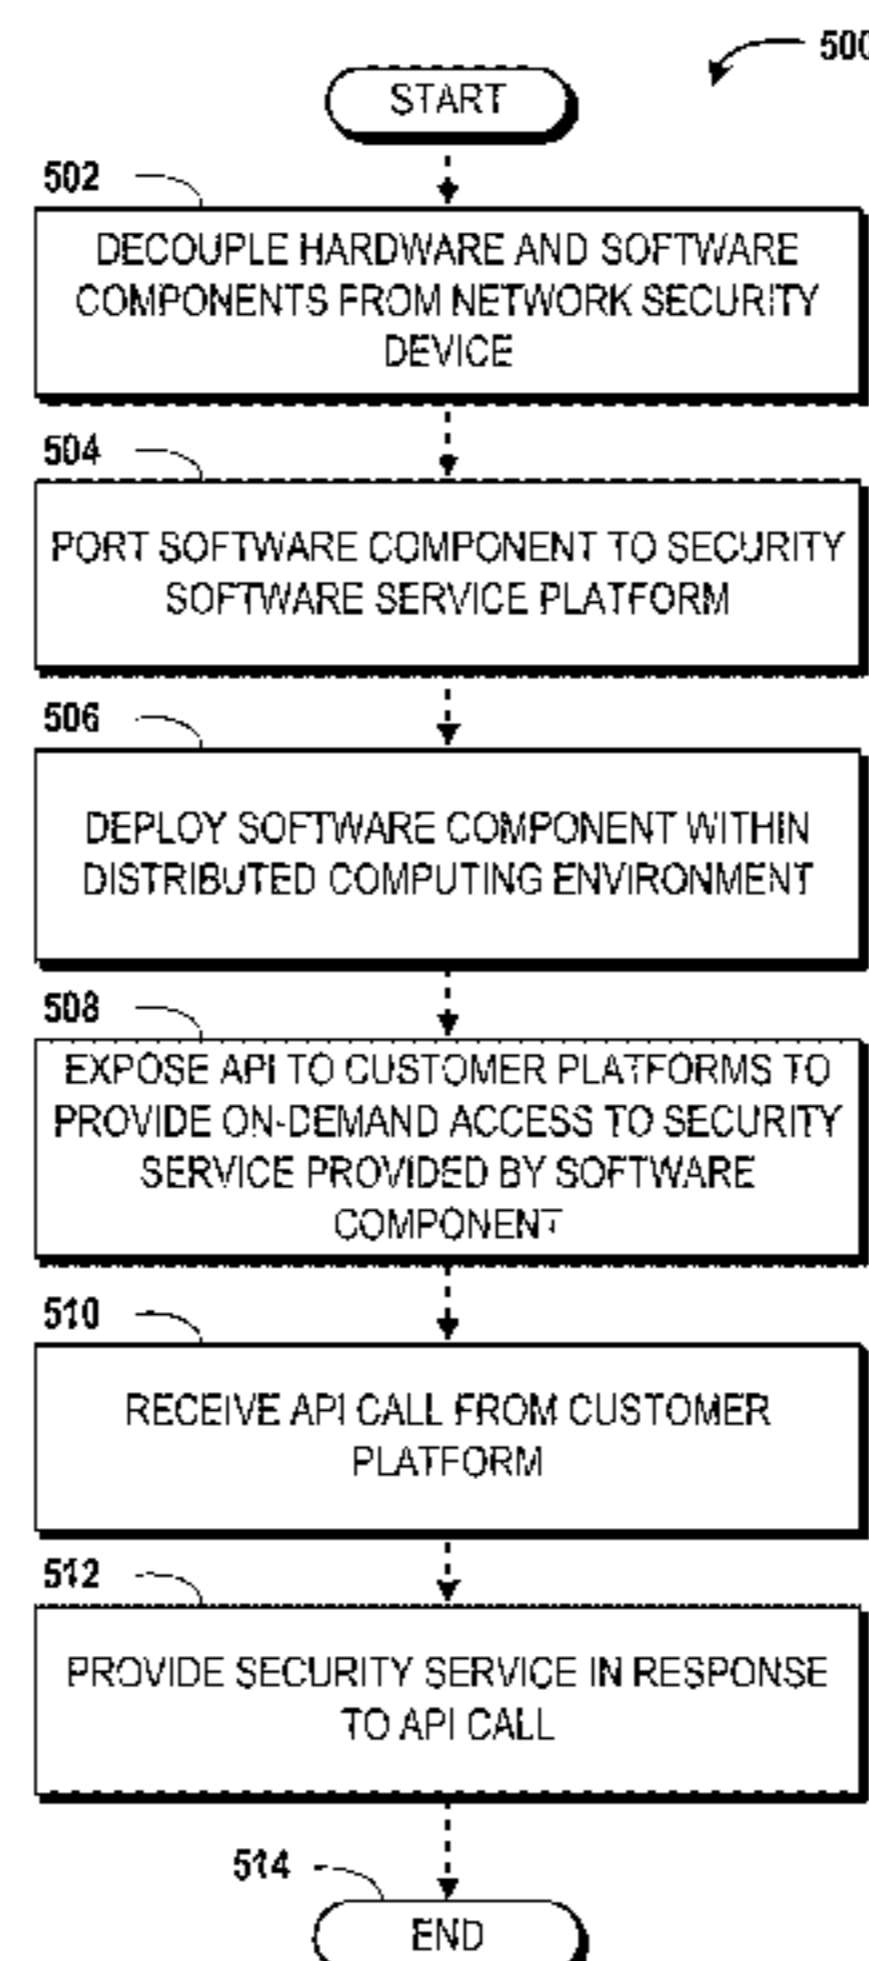 500
START
502
DECOUPLE HARDWARE AND SOFTWARE
COMPONENTS FROM NETWORK SECURITY
DEVICE
504
PORT SOFTWARE COMPONENT TO SECURITY
SOFTWARE SERVICE PLATFORM
506
DEPLOY SOFTWARE COMPONENT WITHIN
DISTRIBUTED COMPUTING ENVIRONMENT
508
EXPOSE API TO CUSTOMER PLATFORMS TO
PROVIDE ON-DEMAND ACCESS TO SECURITY
SERVICE PROVIDED BY SOFTWARE
COMPONENT
510
RECEIVE API CALL FROM CUSTOMER
PLATFORM
512
PROVIDE SECURITY SERVICE IN RESPONSE
TO API CALL
514
END